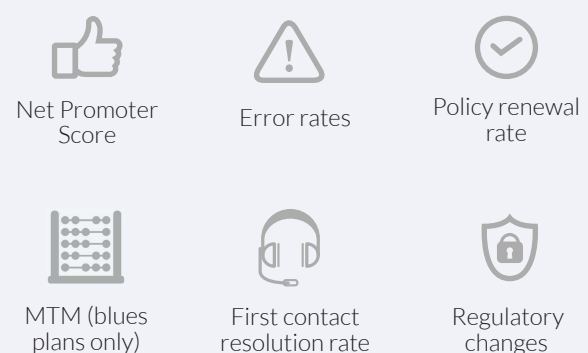 Net Promoter
Score
Error rates
Policy renewal
rate
MTM (blues
plans only)
First contact
resolution rate
Regulatory
changes